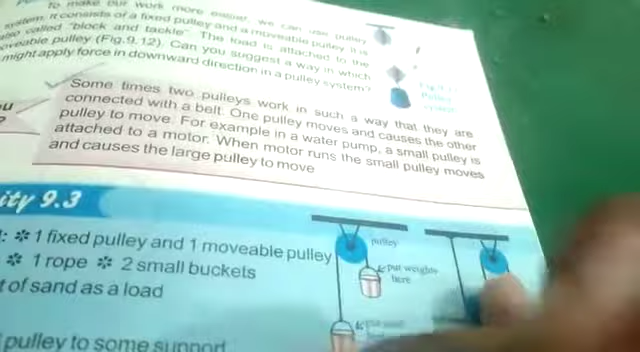 To make our work more easier, we can use pulley
system. It consists of a fixed pulley and a moveable pulley. It is
also called "block and tackle" The load is attached to the
moveable pulley (Fig.9.12). Can you suggest a way in which
might apply force in downward direction in a pulley system?
Some times two pulleys work in such a way that they are
connected with a belt. One pulley moves and causes the other
pulley to move. For example in a water pump, a small pulley is
attached to a motor. When motor runs the small pulley moves
and causes the large pulley to move
ity 9.3
: ✻ 1 fixed pulley and 1 moveable pulley
✻ 1 rope ✻ 2 small buckets
t of sand as a load
pulley to some support
pulley
put weights
here